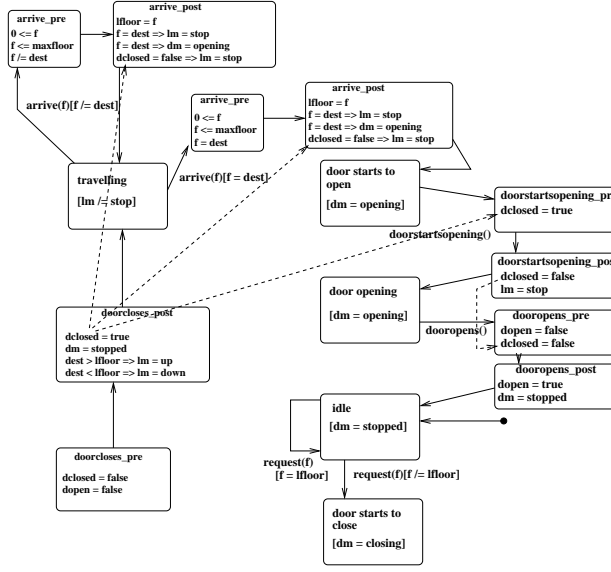 arrive_pre
0 <= f
f <= maxfloor
f /= dest
arrive_post
lfloor = f
f = dest => lm = stop
f = dest => dm = opening
dclosed = false => lm = stop
arrive(f)[f /= dest]
arrive_pre
0 <= f
f <= maxfloor
f = dest
arrive_post
lfloor = f
f = dest => lm = stop
f = dest => dm = opening
dclosed = false => lm = stop
travelling
[lm /= stop]
arrive(f)[f = dest]
door starts to
open
[dm = opening]
doorstartsopening_pre
dclosed = true
doorstartsopening()
doorstartsopening_post
dclosed = false
lm = stop
door opening
[dm = opening]
dooropens()
dooropens_pre
dopen = false
dclosed = false
doorcloses_post
dclosed = true
dm = stopped
dest > lfloor => lm = up
dest < lfloor => lm = down
dooropens_post
dopen = true
dm = stopped
idle
[dm = stopped]
doorcloses_pre
dclosed = false
dopen = false
request(f)
[f = lfloor]
request(f)[f /= lfloor]
door starts to
close
[dm = closing]